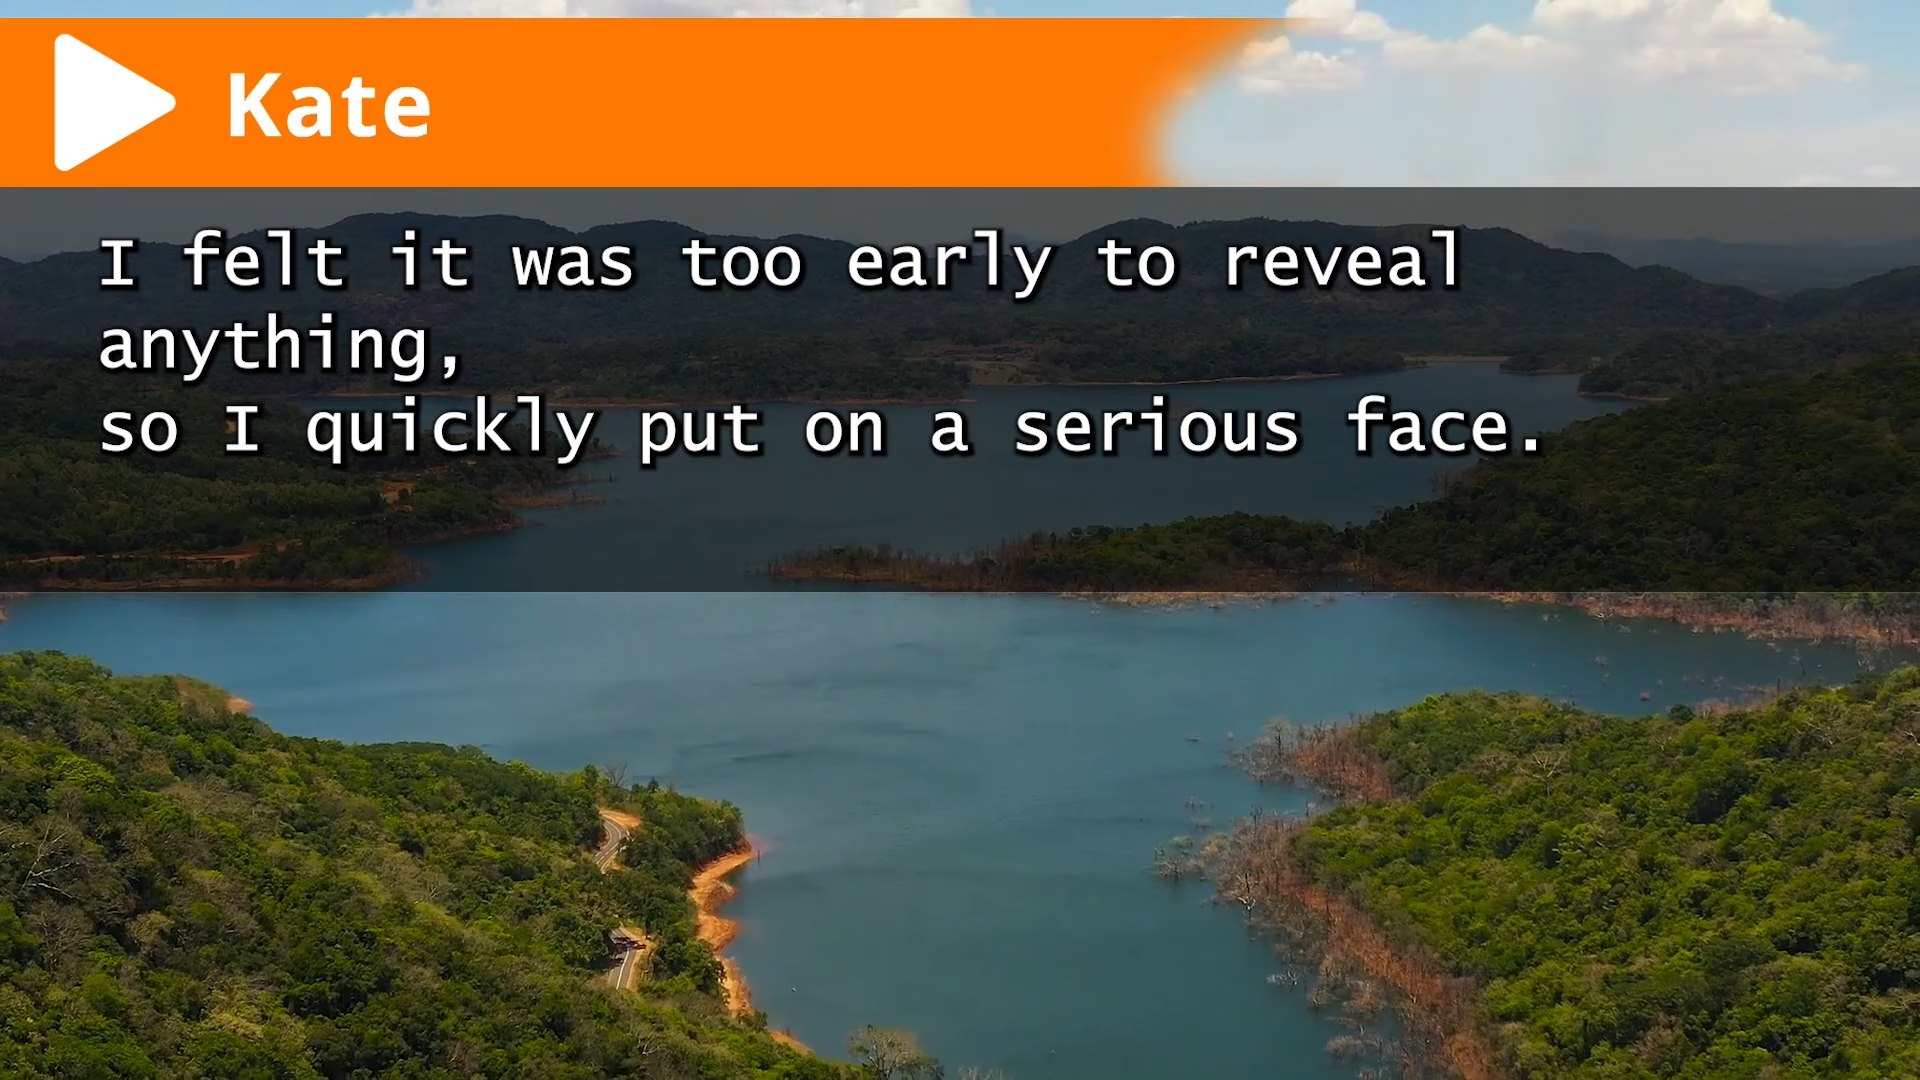 Kate
I felt it was too early to reveal
anything,
so I quickly put on a serious face.